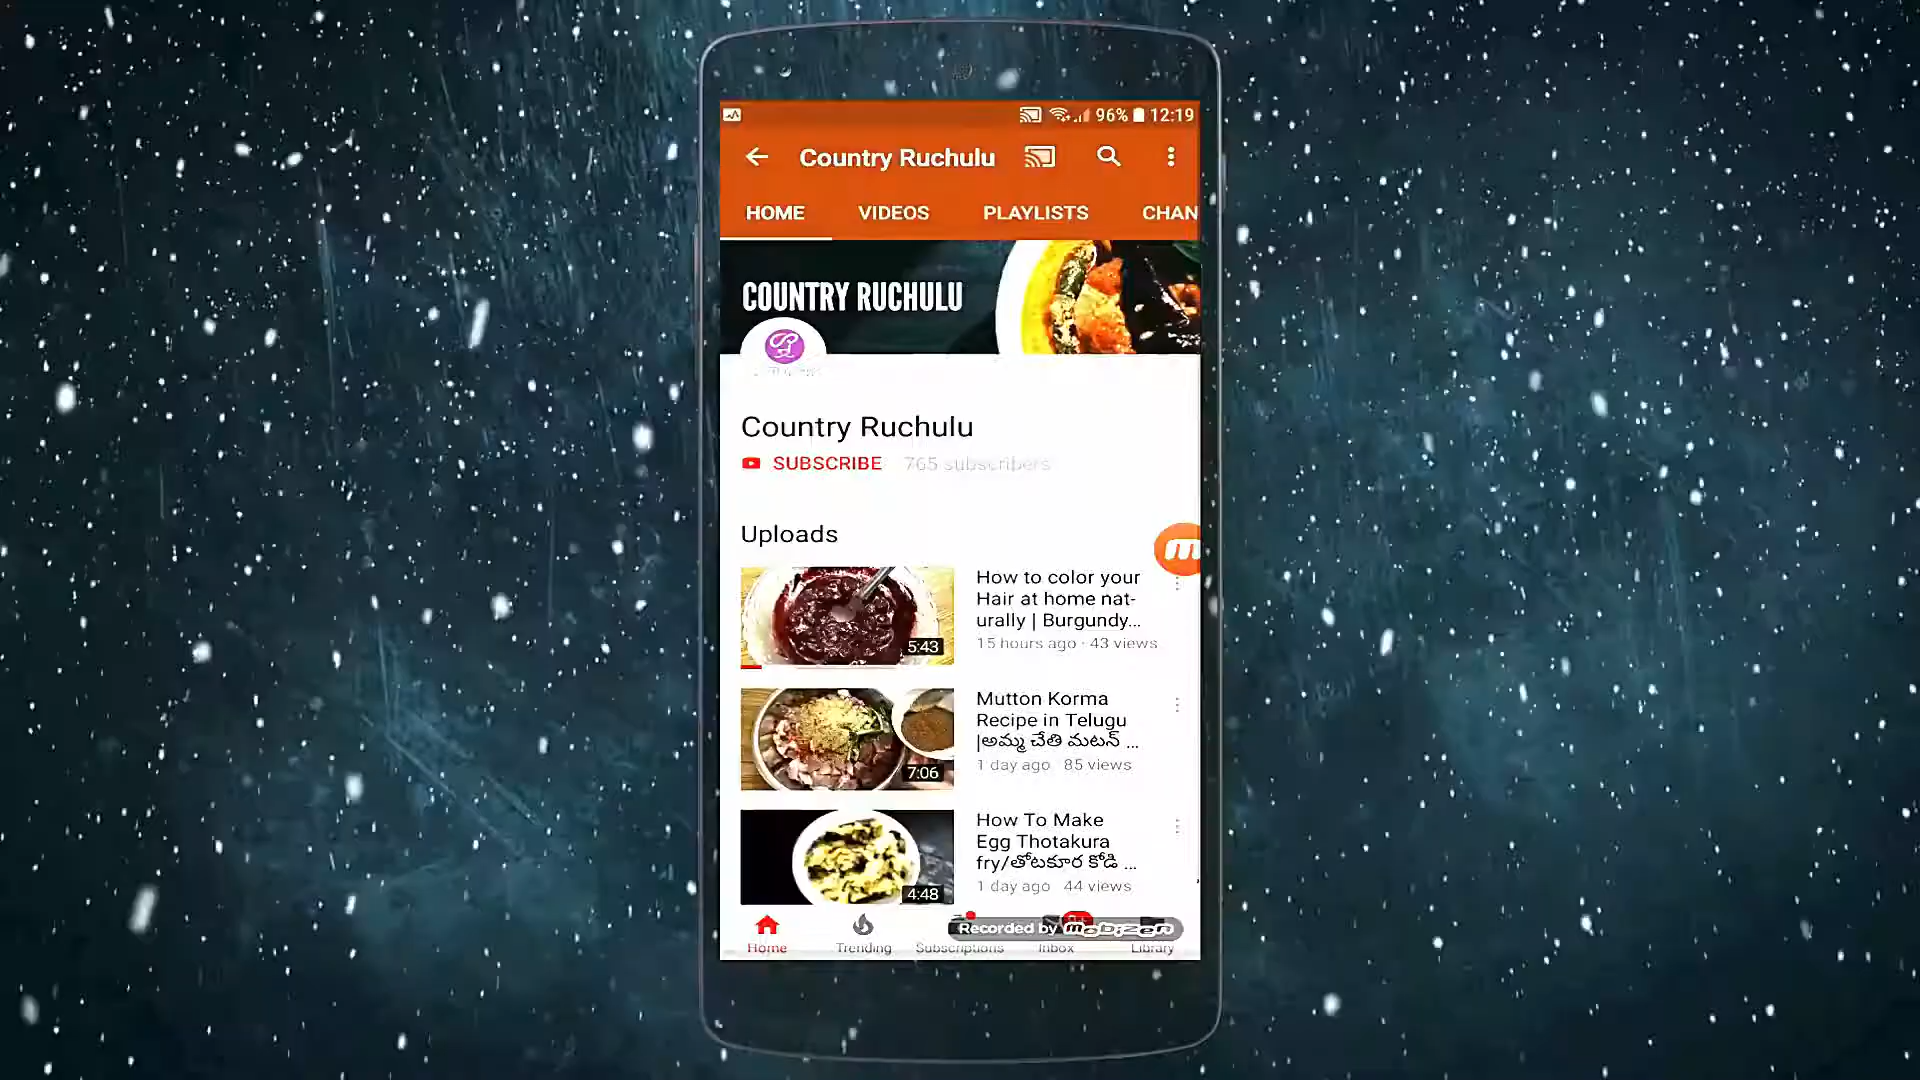 96% 12:19
Country Ruchulu
HOME VIDEOS PLAYLISTS CHAN
COUNTRY RUCHULU
Country Ruchulu
SUBSCRIBE 765 subscribers
Uploads
How to color your
Hair at home nat-
urally | Burgundy...
15 hours ago · 43 views
5:43
Mutton Korma
Recipe in Telugu
|అమ్మ చేతి మటన్ ...
1 day ago · 85 views
7:06
How To Make
Egg Thotakura
fry/తోటకూర కోడి ...
1 day ago · 44 views
4:48
Recorded by mobizen
Home Trending Subscriptions Inbox Library